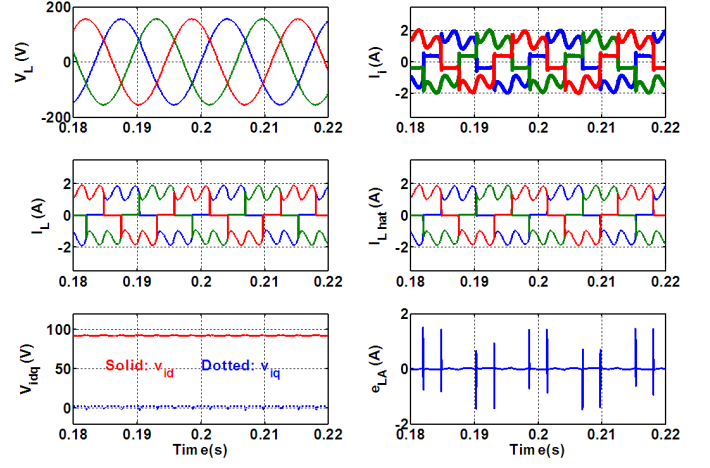 200
0
-200
V_L (V)
0.18 0.19 0.2 0.21 0.22
2
0
-2
I_i (A)
0.18 0.19 0.2 0.21 0.22
2
0
-2
I_L (A)
0.18 0.19 0.2 0.21 0.22
2
0
-2
I_L hat (A)
0.18 0.19 0.2 0.21 0.22
100
50
0
V_idq (V)
Solid: v_id Dotted: v_iq
0.18 0.19 0.2 0.21 0.22
Time(s)
2
0
-2
e_LA (A)
0.18 0.19 0.2 0.21 0.22
Time(s)